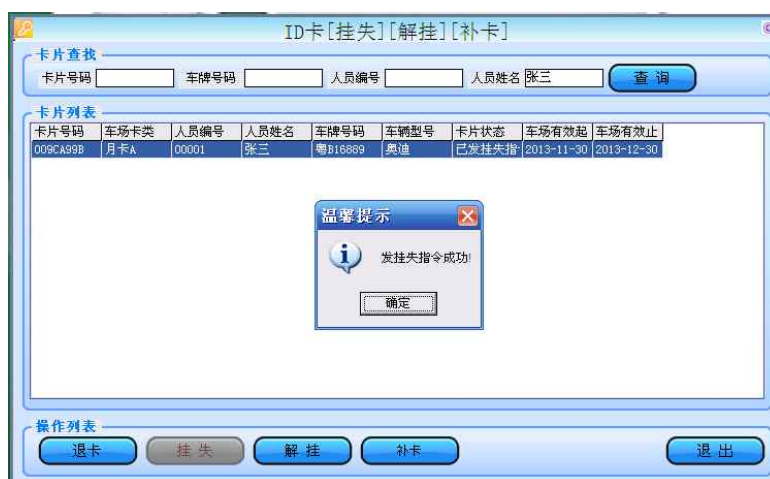 ID卡[挂失][解挂][补卡]
卡片查找
卡片号码 车牌号码 人员编号 人员姓名 张三 查询
卡片列表
卡片号码 车场卡类 人员编号 人员姓名 车牌号码 车辆型号 卡片状态 车场有效起 车场有效止
009CA99B 月卡A 00001 张三 粤B16889 奥迪 已发挂失指 2013-11-30 2013-12-30
温馨提示
发挂失指令成功!
确定
操作列表
退卡 挂失 解挂 补卡 退出